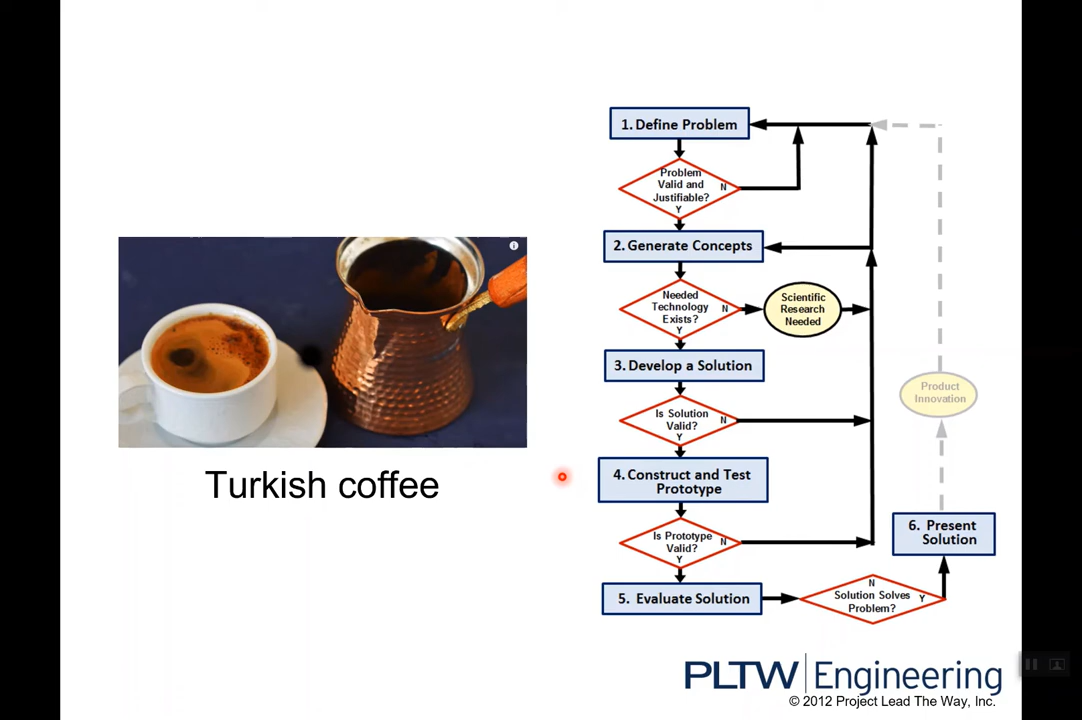 Turkish coffee
1. Define Problem
Problem
Valid and
Justifiable?
N
Y
2. Generate Concepts
Needed
Technology
Exists?
N
Y
Scientific
Research
Needed
3. Develop a Solution
Is Solution
Valid?
N
Y
4. Construct and Test
Prototype
Is Prototype
Valid?
N
Y
5. Evaluate Solution
N
Solution Solves
Problem?
Y
6. Present
Solution
Product
Innovation
PLTW Engineering
© 2012 Project Lead The Way, Inc.